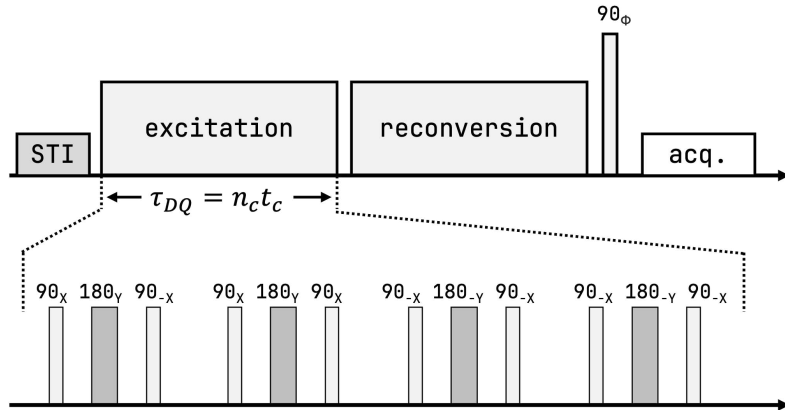 90Φ
excitation
reconversion
STI
acq.
τDQ = nctc
90X 180Y 90-X
90X 180Y 90X
90-X 180-Y 90-X
90-X 180-Y 90-X